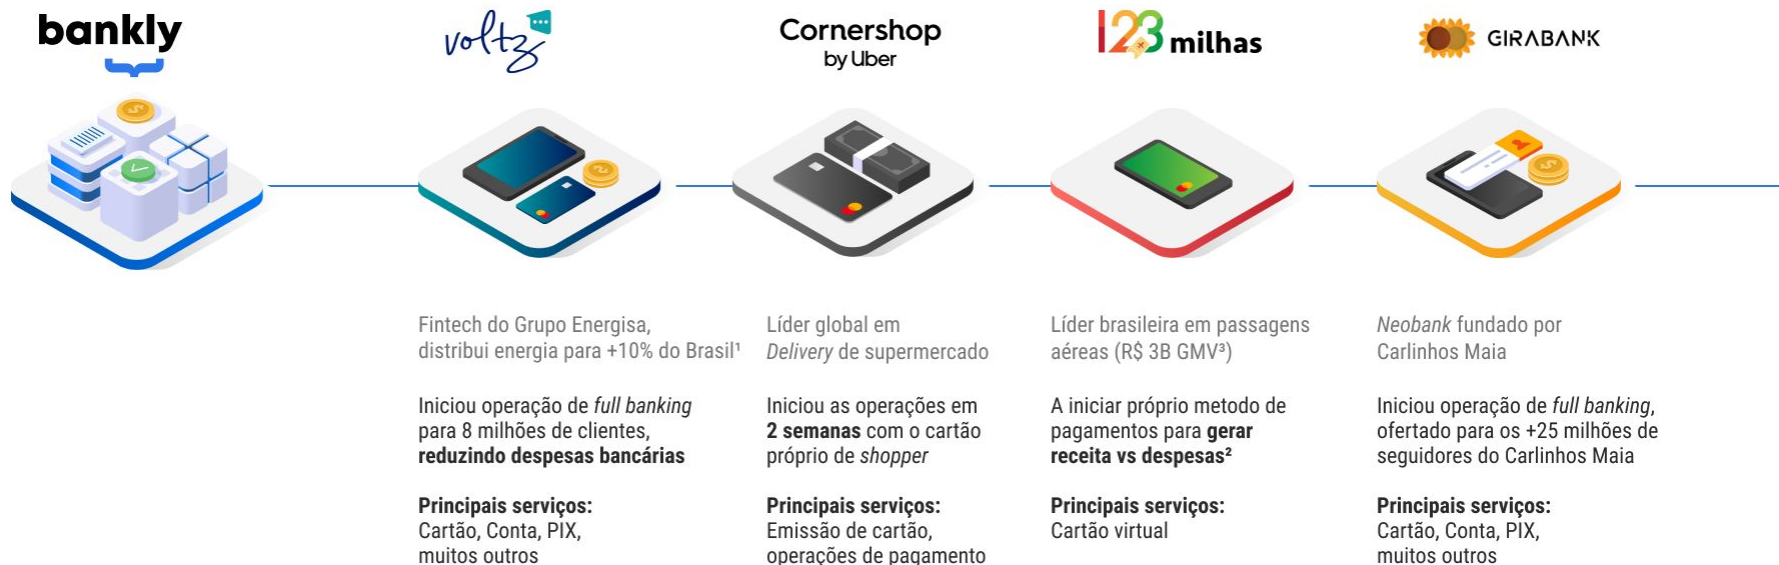 bankly
voltz
Cornershop
by Uber
123 milhas
GIRABANK
Fintech do Grupo Energisa,
distribui energia para +10% do Brasil¹
Iniciou operação de full banking
para 8 milhões de clientes,
reduzindo despesas bancárias
Principais serviços:
Cartão, Conta, PIX,
muitos outros
Líder global em
Delivery de supermercado
Iniciou as operações em
2 semanas com o cartão
próprio de shopper
Principais serviços:
Emissão de cartão,
operações de pagamento
Líder brasileira em passagens
aéreas (R$ 3B GMV³)
A iniciar próprio metodo de
pagamentos para gerar
receita vs despesas²
Principais serviços:
Cartão virtual
Neobank fundado por
Carlinhos Maia
Iniciou operação de full banking,
ofertado para os +25 milhões de
seguidores do Carlinhos Maia
Principais serviços:
Cartão, Conta, PIX,
muitos outros